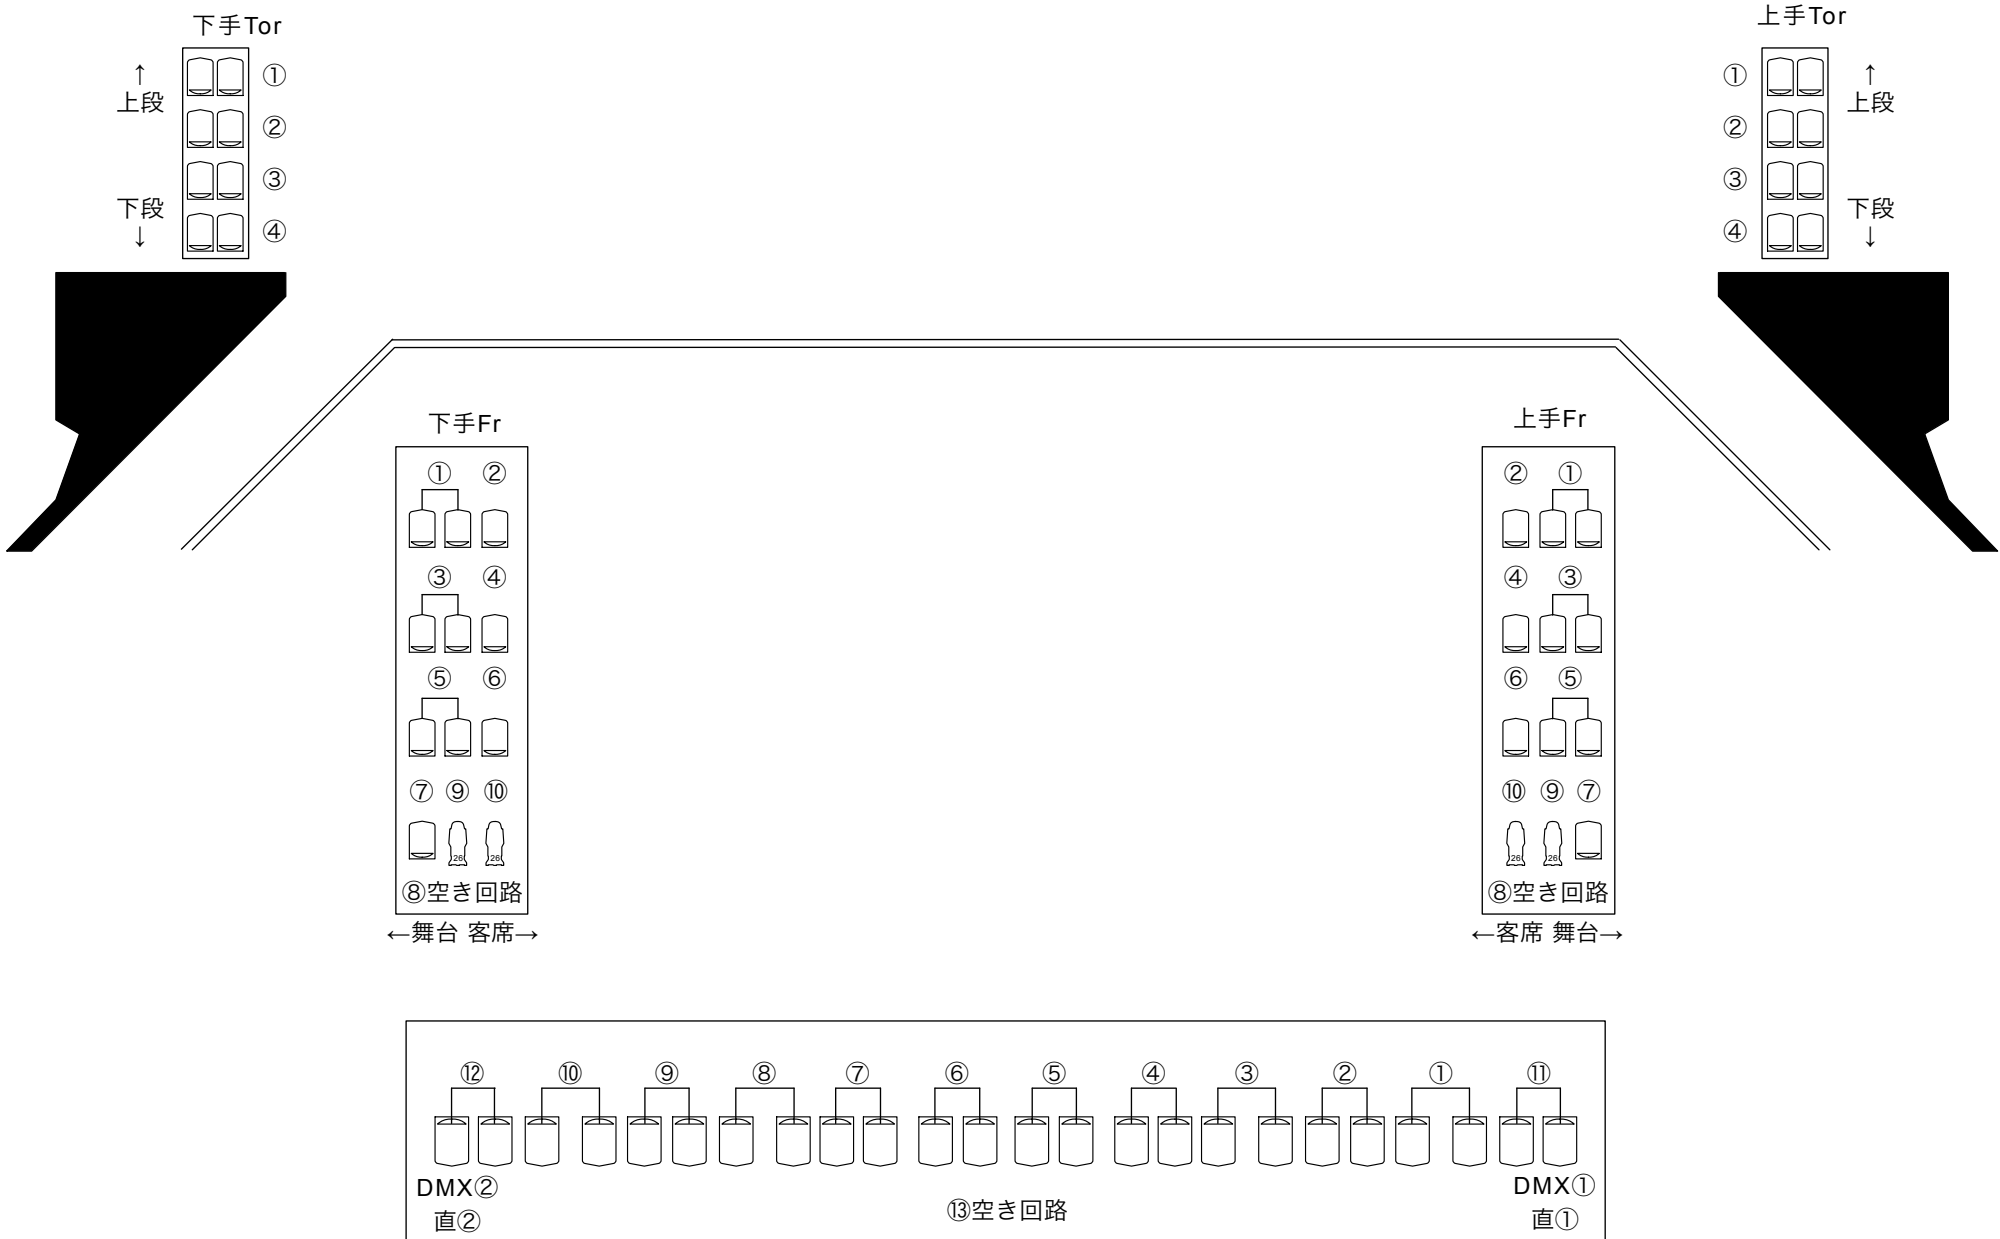 下手Tor
上手Tor
↑
上段
①
②
③
④
下段
↓
①
②
③
④
↑
上段
下段
↓
下手Fr
① ②
③ ④
⑤ ⑥
⑦ ⑨ ⑩
26 26
⑧空き回路
←舞台 客席→
上手Fr
② ①
④ ③
⑥ ⑤
⑩ ⑨ ⑦
26 26
⑧空き回路
←客席 舞台→
⑫ ⑩ ⑨ ⑧ ⑦ ⑥ ⑤ ④ ③ ② ① ⑪
DMX②
直②
⑬空き回路
DMX①
直①